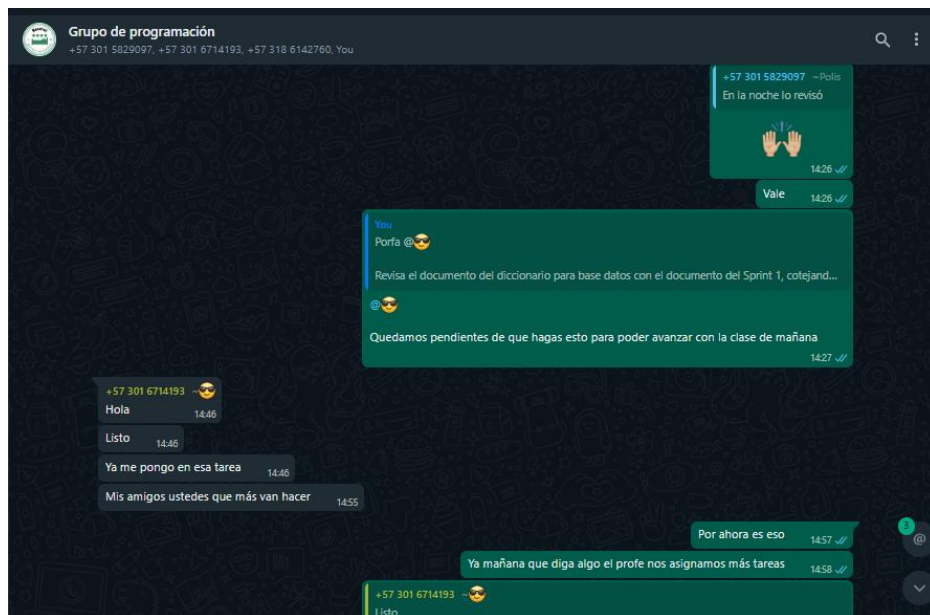 Grupo de programación
+57 301 5829097, +57 301 6714193, +57 318 6142760, You
+57 301 5829097 ~Polis
En la noche lo revisó
14:26
Vale 14:26
You
Porfa @😎
Revisa el documento del diccionario para base datos con el documento del Sprint 1, cotejand...
@😎
Quedamos pendientes de que hagas esto para poder avanzar con la clase de mañana
14:27
+57 301 6714193 ~😎
Hola 14:46
Listo 14:46
Ya me pongo en esa tarea 14:46
Mis amigos ustedes que más van hacer 14:55
Por ahora es eso 14:57
3
@
Ya mañana que diga algo el profe nos asignamos más tareas 14:58
+57 301 6714193 ~😎
Listo